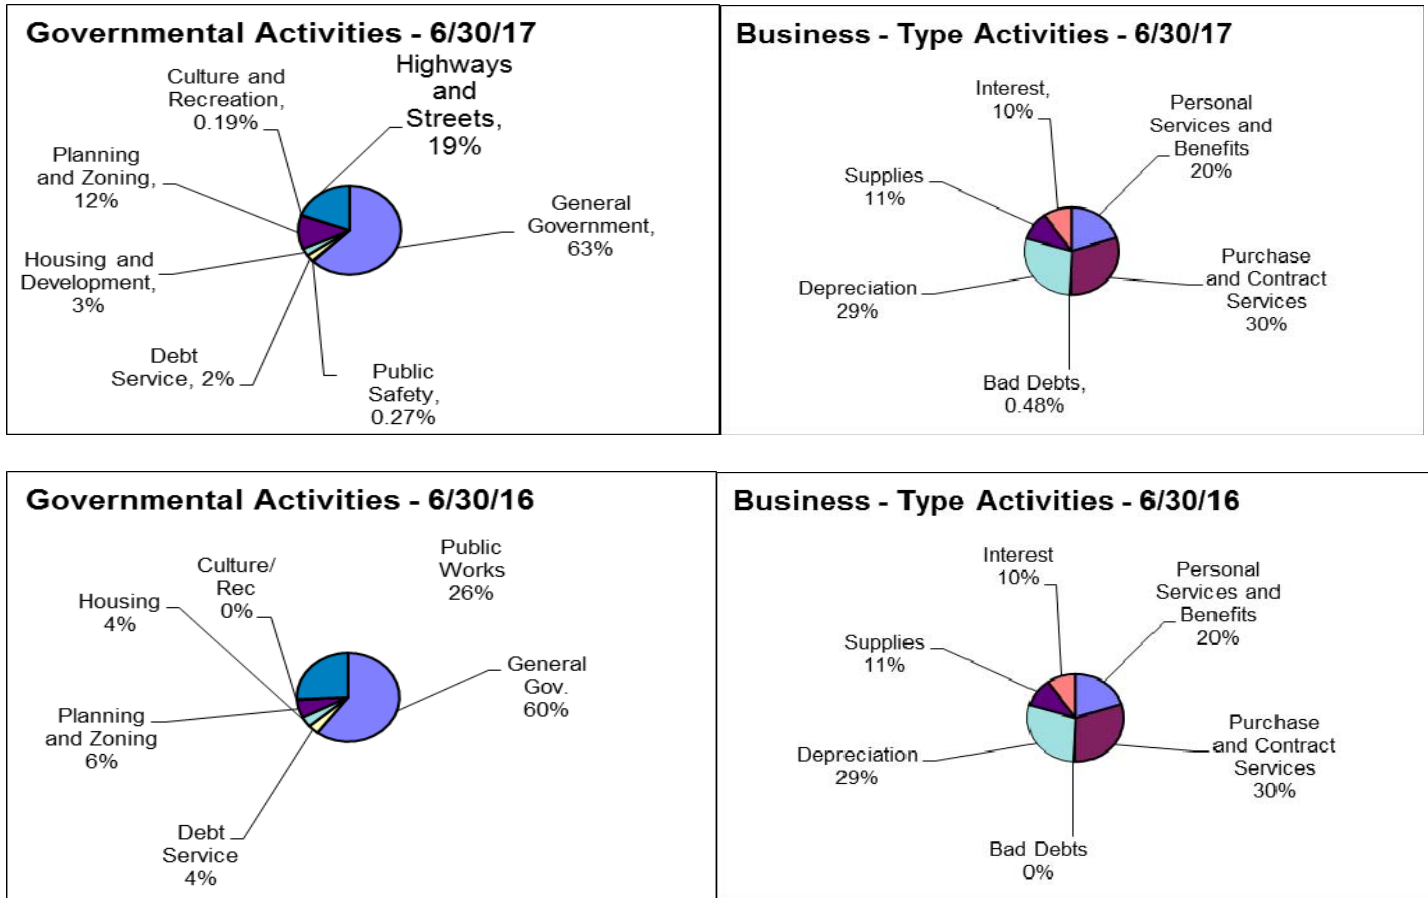 Governmental Activities - 6/30/17
Highways
and
Streets,
19%
Culture and
Recreation,
0.19%
Planning
and Zoning,
12%
General
Government,
63%
Housing and
Development,
3%
Debt
Service, 2%
Public
Safety,
0.27%
Business - Type Activities - 6/30/17
Interest,
10%
Personal
Services and
Benefits
20%
Supplies
11%
Purchase
and Contract
Services
30%
Depreciation
29%
Bad Debts,
0.48%
Governmental Activities - 6/30/16
Public
Works
26%
Culture/
Rec
0%
Housing
4%
General
Gov.
60%
Planning
and Zoning
6%
Debt
Service
4%
Business - Type Activities - 6/30/16
Interest
10%
Personal
Services and
Benefits
20%
Supplies
11%
Purchase
and Contract
Services
30%
Depreciation
29%
Bad Debts
0%